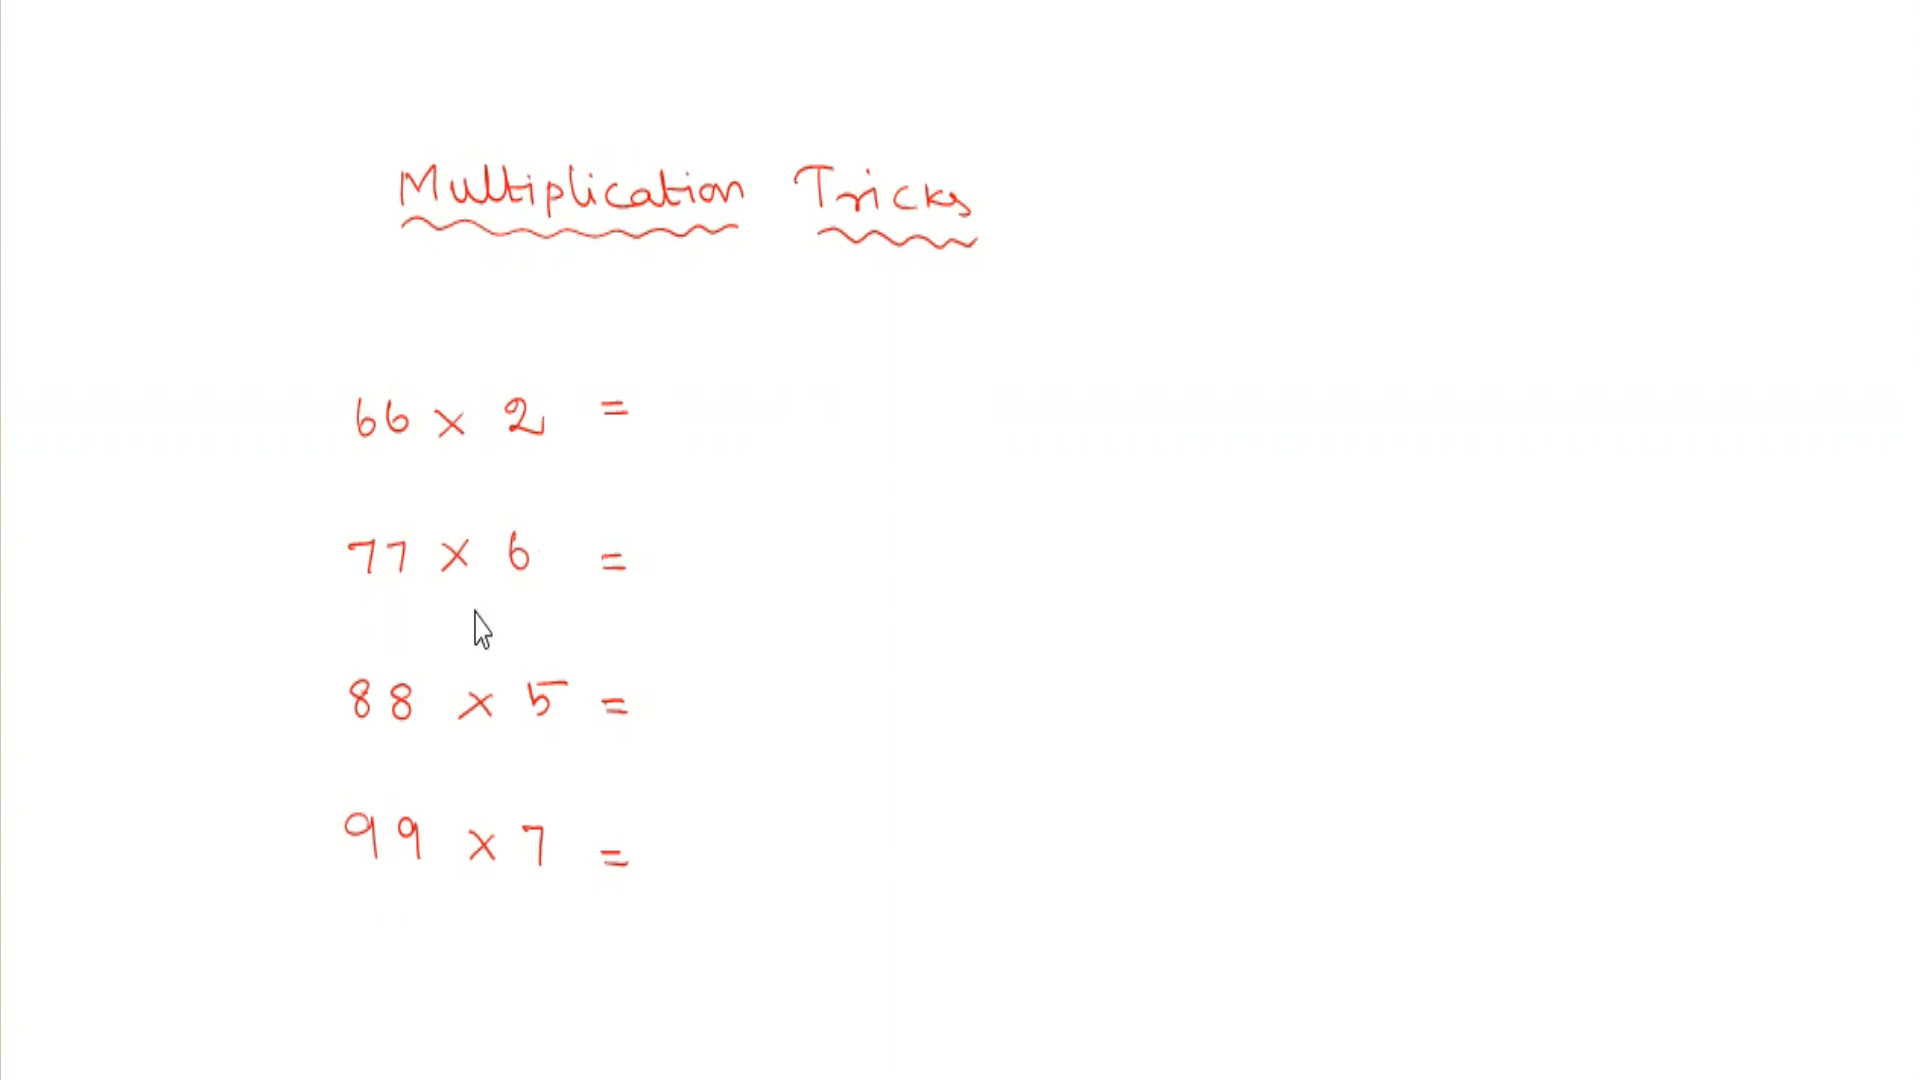 Multiplication Tricks
66 × 2 =
77 × 6 =
88 × 5 =
99 × 7 =